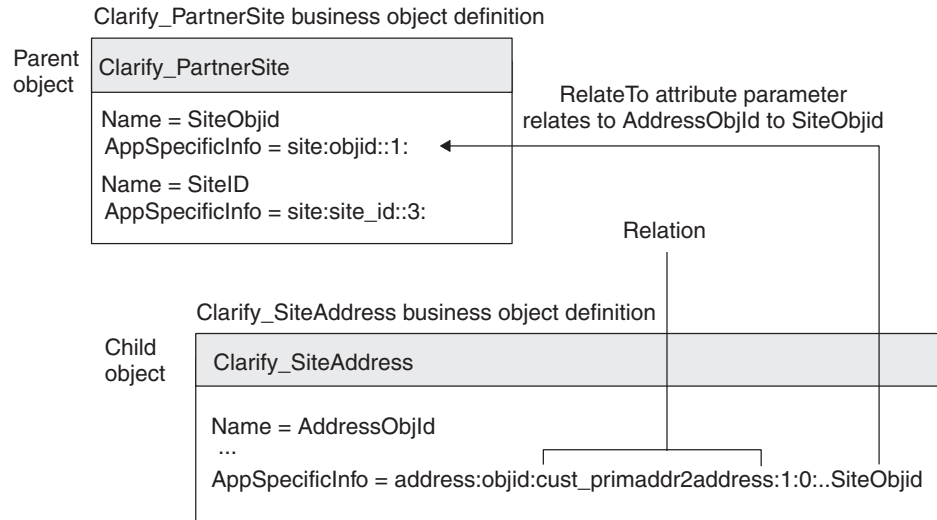 Clarify_PartnerSite business object definition
Parent
object
Clarify_PartnerSite
Name = SiteObjid
AppSpecificInfo = site:objid::1:
Name = SiteID
AppSpecificInfo = site:site_id::3:
RelateTo attribute parameter
relates to AddressObjId to SiteObjid
Relation
Clarify_SiteAddress business object definition
Child
object
Clarify_SiteAddress
Name = AddressObjId
...
AppSpecificInfo = address:objid:cust_primaddr2address:1:0:..SiteObjid